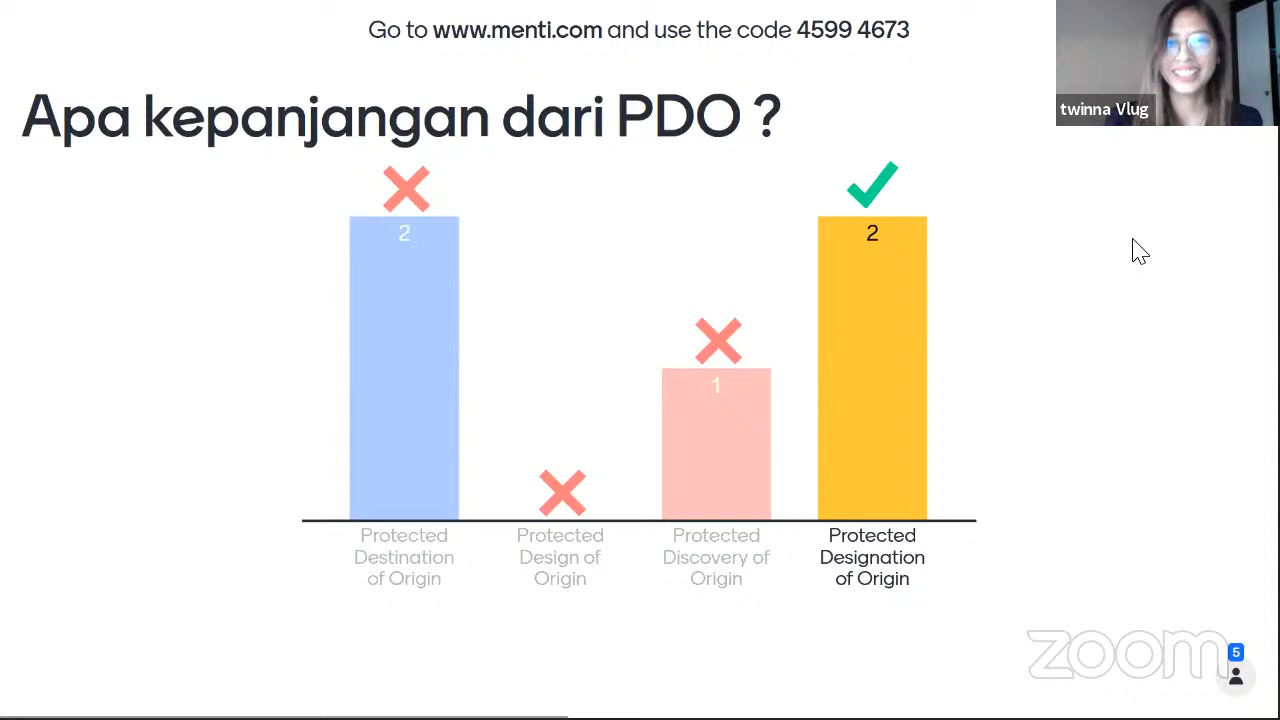 Go to www.menti.com and use the code 4599 4673
twinna Vlug
Apa kepanjangan dari PDO ?
2
2
1
Protected
Destination
of Origin
Protected
Design of
Origin
Protected
Discovery of
Origin
Protected
Designation
of Origin
zoom
5